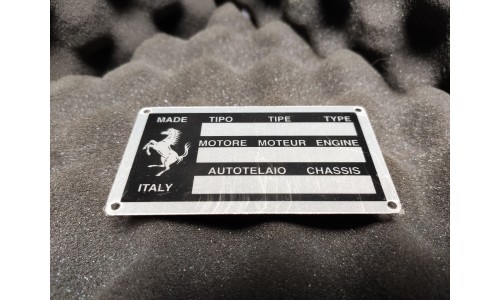 MADE TIPO TIPE TYPE
MOTORE MOTEUR ENGINE
AUTOTELAIO CHASSIS
ITALY